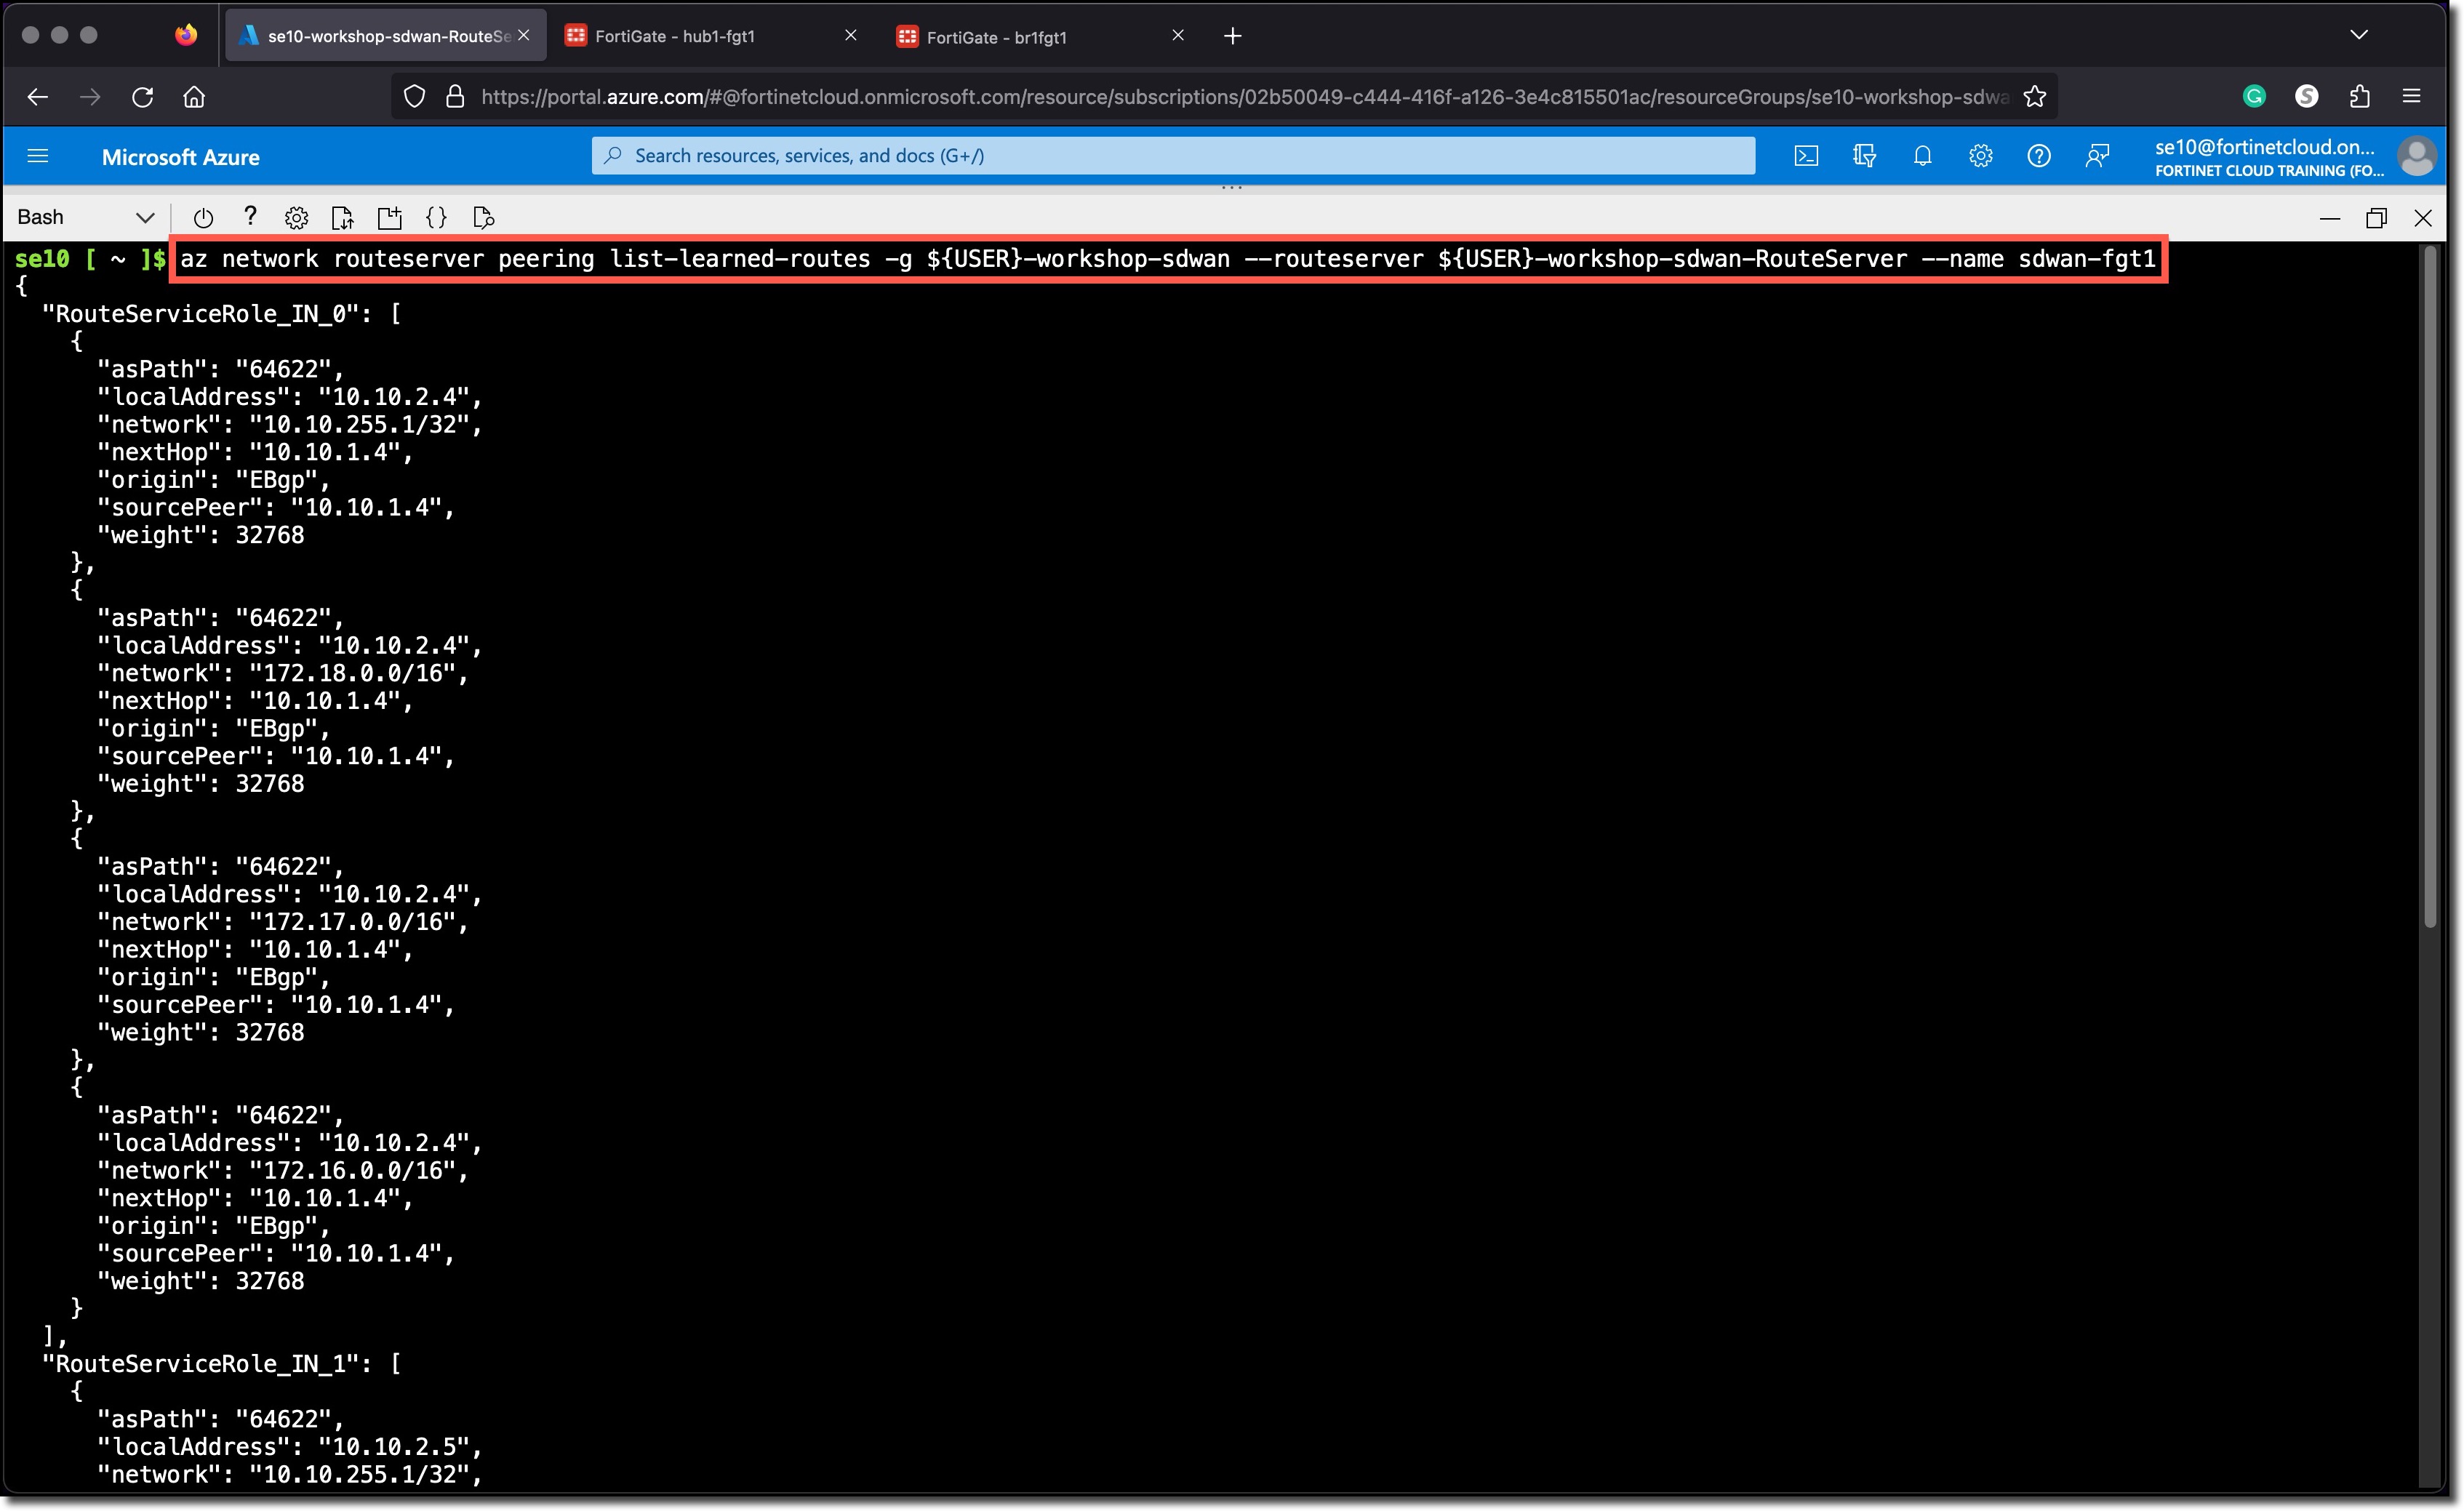 se10-workshop-sdwan-RouteSe
FortiGate - hub1-fgt1
FortiGate - br1fgt1
https://portal.azure.com/#@fortinetcloud.onmicrosoft.com/resource/subscriptions/02b50049-c444-416f-a126-3e4c815501ac/resourceGroups/se10-workshop-sdwa
Microsoft Azure
Search resources, services, and docs (G+/)
se10@fortinetcloud.on...
FORTINET CLOUD TRAINING (FO...
Bash
se10 [ ~ ]$ az network routeserver peering list-learned-routes -g ${USER}-workshop-sdwan --routeserver ${USER}-workshop-sdwan-RouteServer --name sdwan-fgt1
{
"RouteServiceRole_IN_0": [
{
"asPath": "64622",
"localAddress": "10.10.2.4",
"network": "10.10.255.1/32",
"nextHop": "10.10.1.4",
"origin": "EBgp",
"sourcePeer": "10.10.1.4",
"weight": 32768
},
{
"asPath": "64622",
"localAddress": "10.10.2.4",
"network": "172.18.0.0/16",
"nextHop": "10.10.1.4",
"origin": "EBgp",
"sourcePeer": "10.10.1.4",
"weight": 32768
},
{
"asPath": "64622",
"localAddress": "10.10.2.4",
"network": "172.17.0.0/16",
"nextHop": "10.10.1.4",
"origin": "EBgp",
"sourcePeer": "10.10.1.4",
"weight": 32768
},
{
"asPath": "64622",
"localAddress": "10.10.2.4",
"network": "172.16.0.0/16",
"nextHop": "10.10.1.4",
"origin": "EBgp",
"sourcePeer": "10.10.1.4",
"weight": 32768
}
],
"RouteServiceRole_IN_1": [
{
"asPath": "64622",
"localAddress": "10.10.2.5",
"network": "10.10.255.1/32",